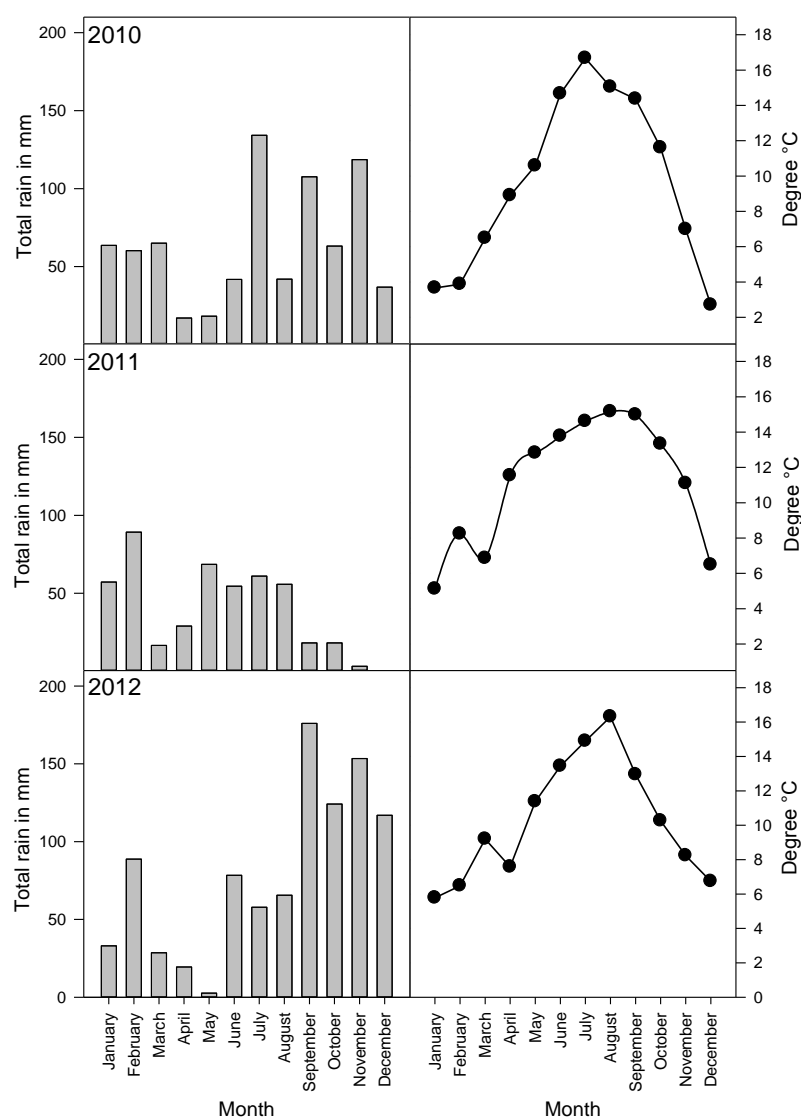 2010
200
150
100
50
Total rain in mm
18
16
14
12
10
8
6
4
2
Degree °C
2011
200
150
100
50
Total rain in mm
18
16
14
12
10
8
6
4
2
Degree °C
2012
200
150
100
50
0
Total rain in mm
18
16
14
12
10
8
6
4
2
0
Degree °C
January
February
March
April
May
June
July
August
September
October
November
December
Month
January
February
March
April
May
June
July
August
September
October
November
December
Month